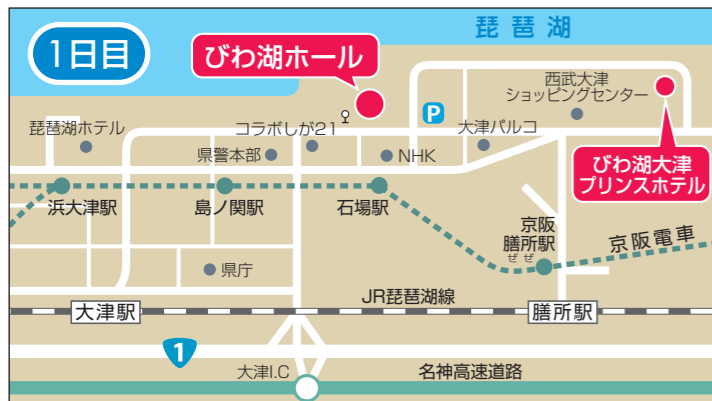 琵琶湖
1日目
びわ湖ホール
西武大津
ショッピングセンター
琵琶湖ホテル
コラボしが21
P
大津パルコ
県警本部
NHK
びわ湖大津
プリンスホテル
浜大津駅
島ノ関駅
石場駅
京阪
膳所駅
ぜぜ
京阪電車
県庁
JR琵琶湖線
大津駅
膳所駅
1
大津I.C
名神高速道路